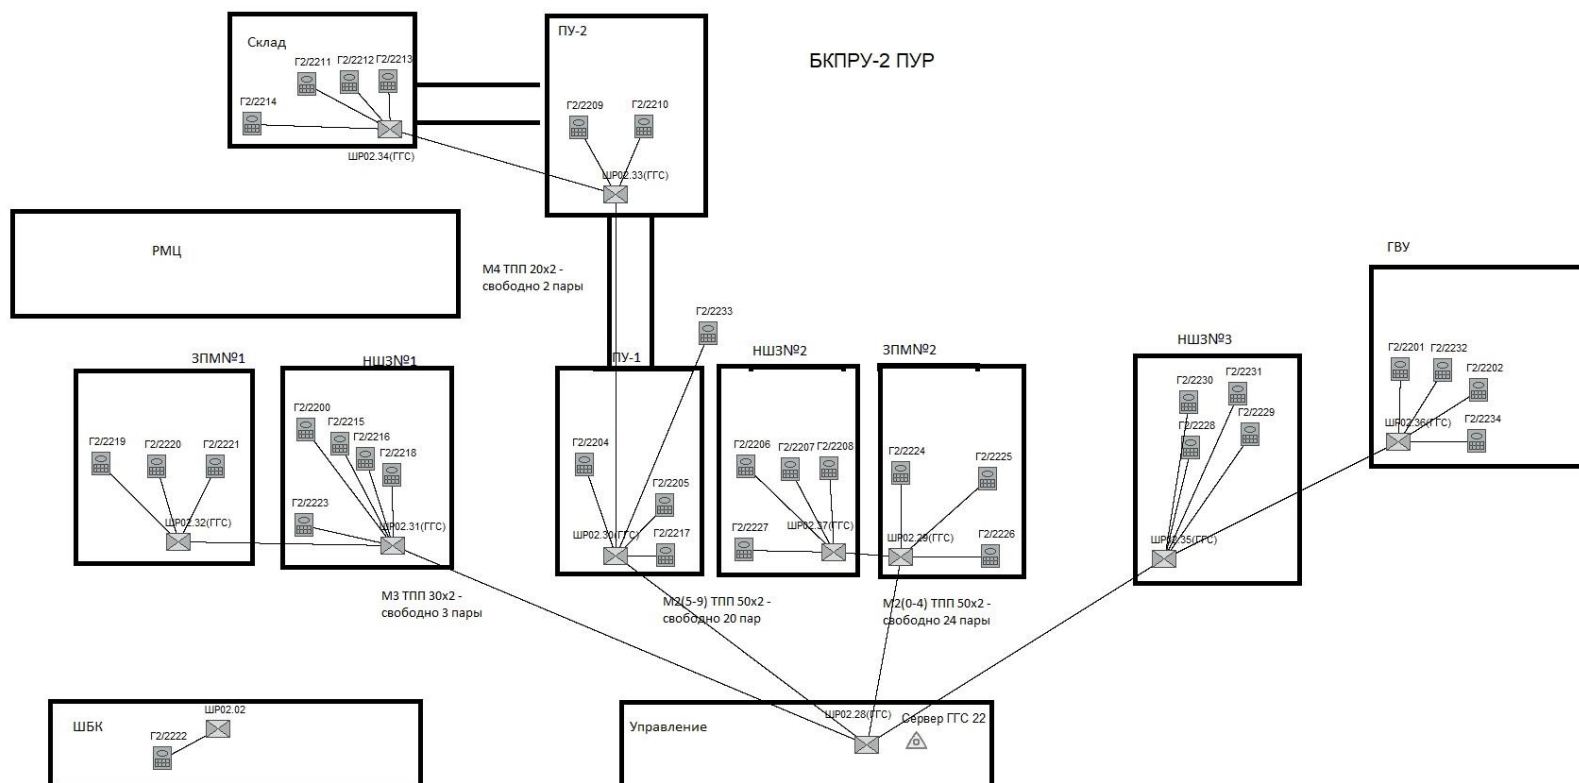 Склад
ПУ-2
БКПРУ-2 ПУР
Г2/2211
Г2/2212
Г2/2213
Г2/2214
ШР02.34(ГГС)
Г2/2209
Г2/2210
ШР02.33(ГГС)
РМЦ
М4 ТПП 20х2 -
свободно 2 пары
ГВУ
Г2/2233
ЗПМ№1
НШЗ№1
ПУ-1
НШЗ№2
ЗПМ№2
НШЗ№3
Г2/2219
Г2/2220
Г2/2221
ШР02.32(ГГС)
Г2/2200
Г2/2215
Г2/2216
Г2/2218
Г2/2223
ШР02.31(ГГС)
Г2/2204
Г2/2205
Г2/2217
ШР02.30(ГГС)
Г2/2206
Г2/2207
Г2/2208
Г2/2227
ШР02.37(ГГС)
Г2/2224
Г2/2225
Г2/2226
ШР02.29(ГГС)
Г2/2230
Г2/2231
Г2/2228
Г2/2229
ШР02.35(ГГС)
Г2/2201
Г2/2232
Г2/2202
Г2/2234
ШР02.36(ГГС)
М3 ТПП 30х2 -
свободно 3 пары
М2(5-9) ТПП 50х2 -
свободно 20 пар
М2(0-4) ТПП 50х2 -
свободно 24 пары
ШБК
ШР02.02
Г2/2222
Управление
ШР02.28(ГГС)
Сервер ГГС 22